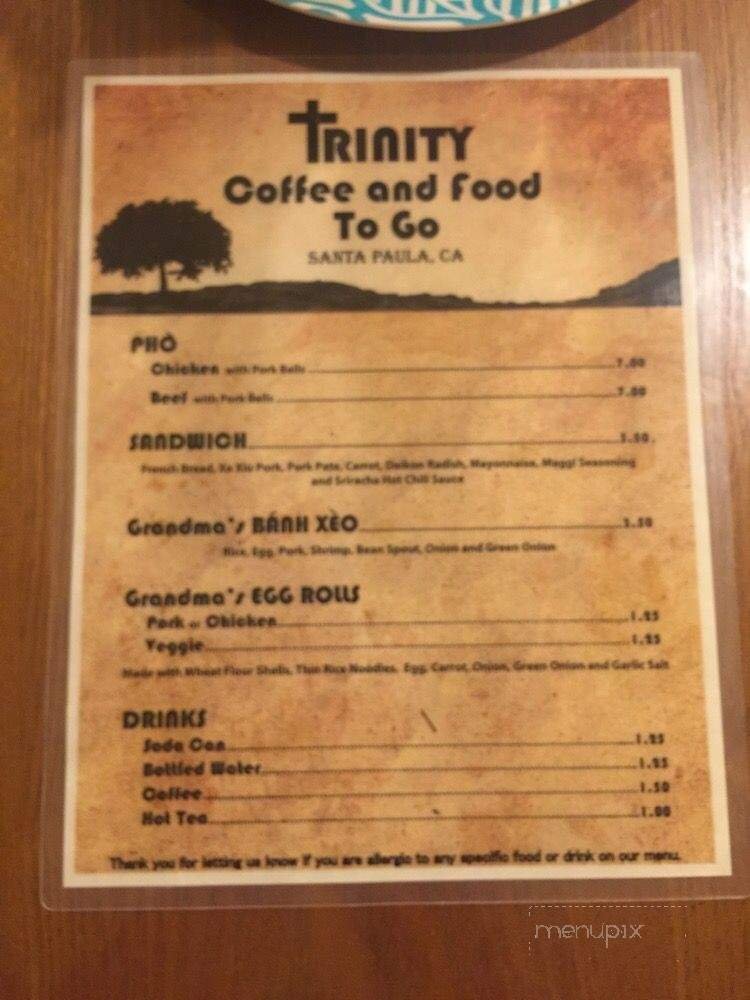 TRINITY
Coffee and Food
To Go
SANTA PAULA, CA
PHỞ
Chicken with Pork Balls 7.00
Beef with Pork Balls 7.00
SANDWICH
French Bread, Xa Xiu Pork, Pork Pate, Carrot, Daikon Radish, Mayonnaise, Maggi Seasoning
and Sriracha Hot Chili Sauce
Grandma's BÁNH XÈO
Rice, Egg, Pork, Shrimp, Bean Spout, Onion and Green Onion
Grandma's EGG ROLLS
Pork or Chicken 1.25
Veggie 1.25
Made with Wheat Flour Shells, Thin Rice Noodles, Egg, Carrot, Onion, Green Onion and Garlic Salt
DRINKS
Soda Can 1.25
Bottled Water 1.25
Coffee 1.50
Hot Tea 1.00
Thank you for letting us know if you are allergic to any specific food or drink on our menu.
menupix